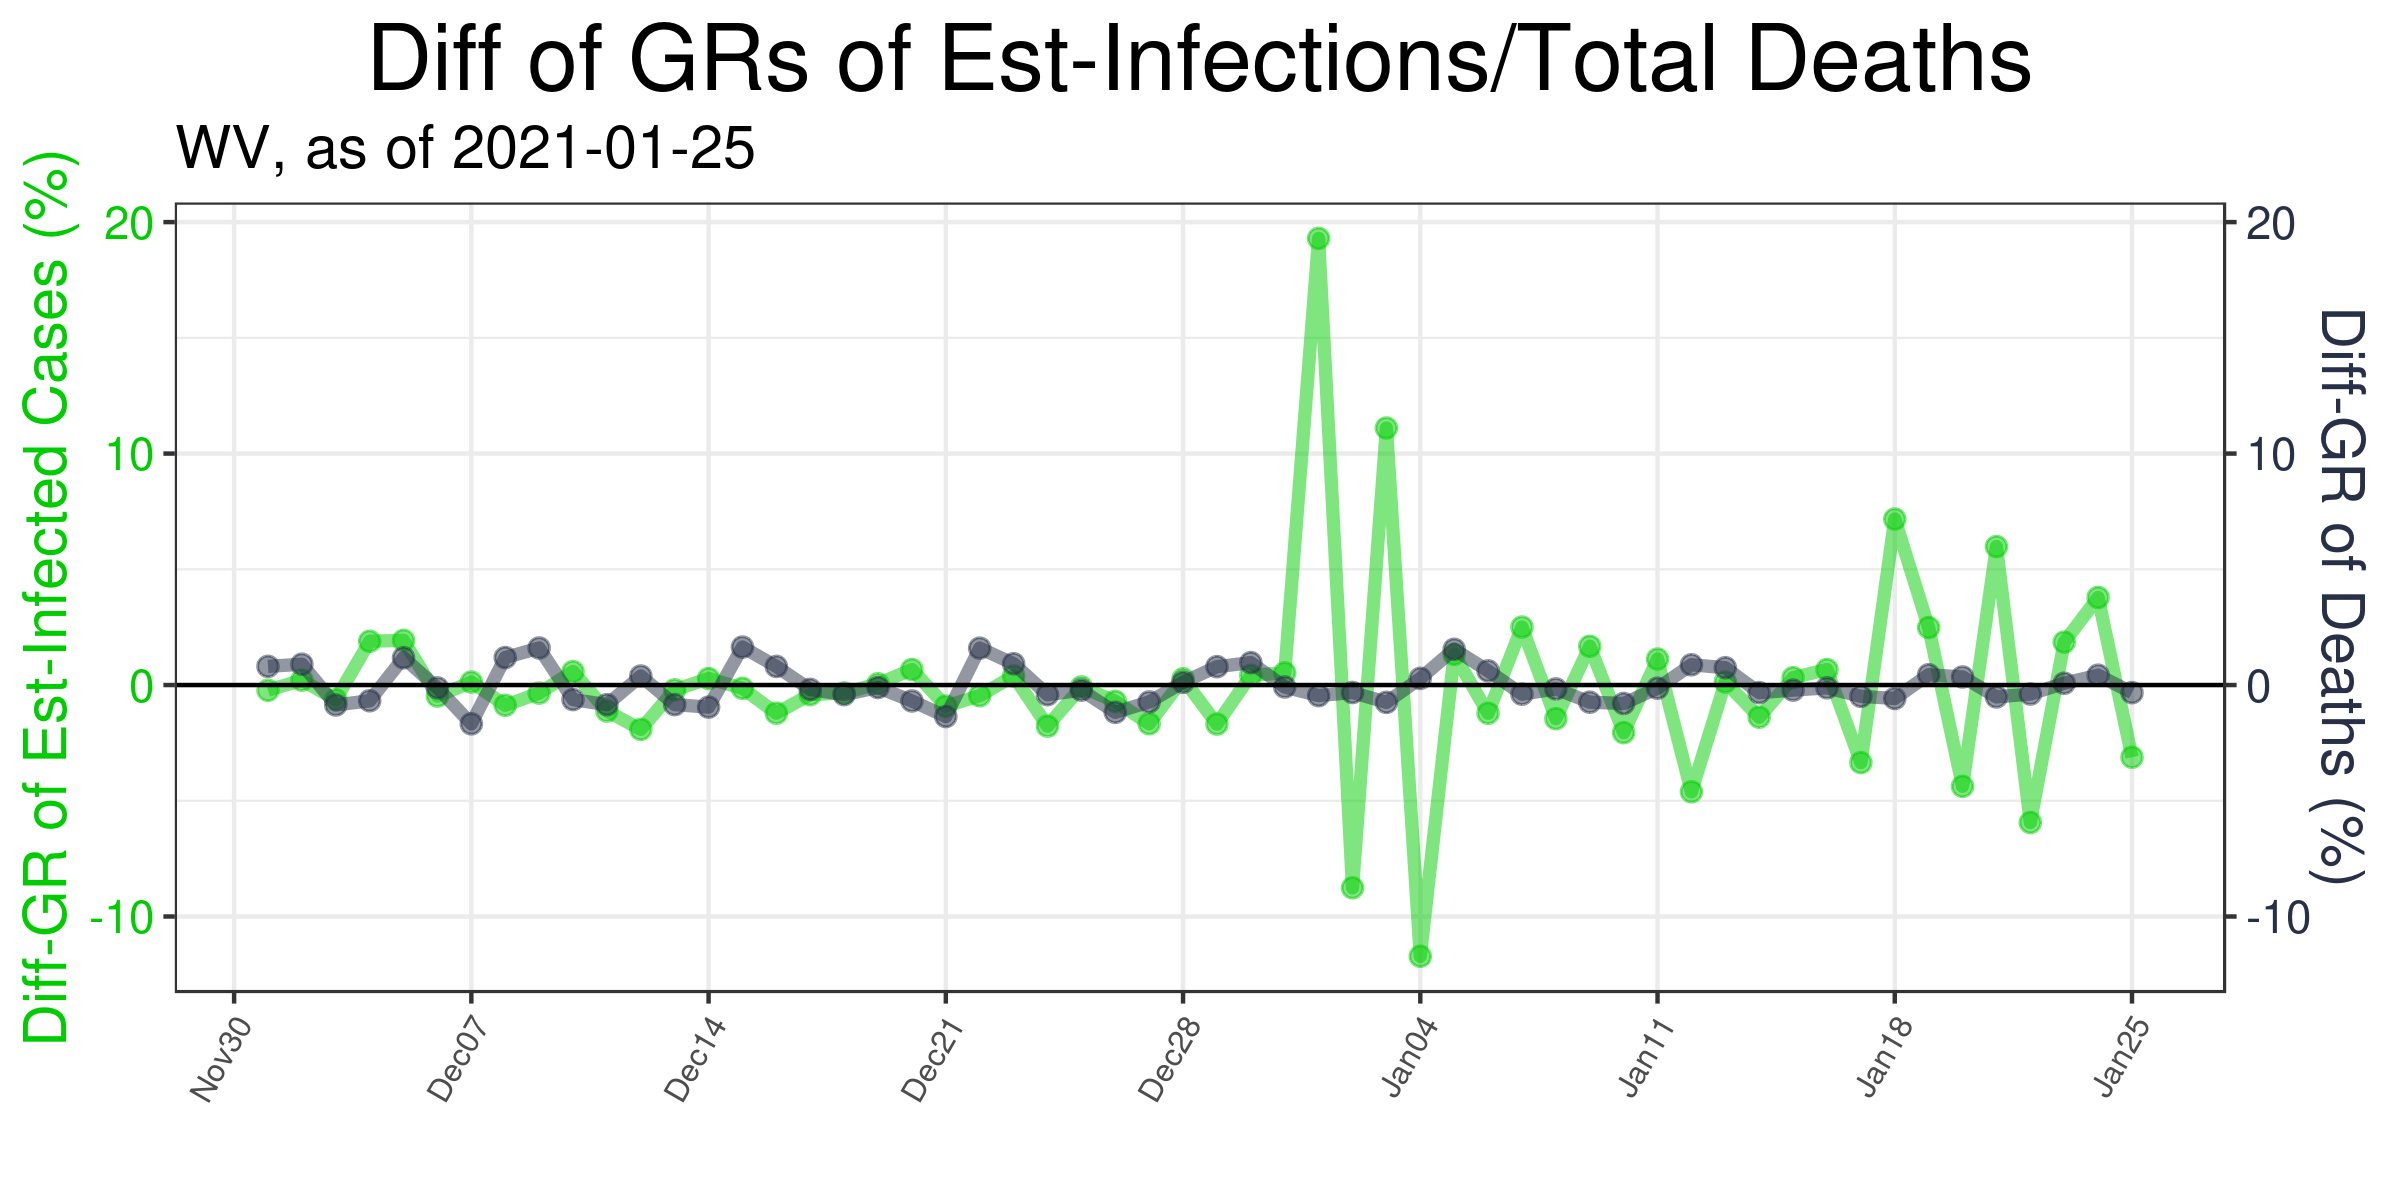 Diff of GRs of Est-Infections/Total Deaths
WV, as of 2021-01-25
Diff-GR of Est-Infected Cases (%)
20
10
0
-10
20
10
0
-10
Diff-GR of Deaths (%)
Nov30
Dec07
Dec14
Dec21
Dec28
Jan04
Jan11
Jan18
Jan25